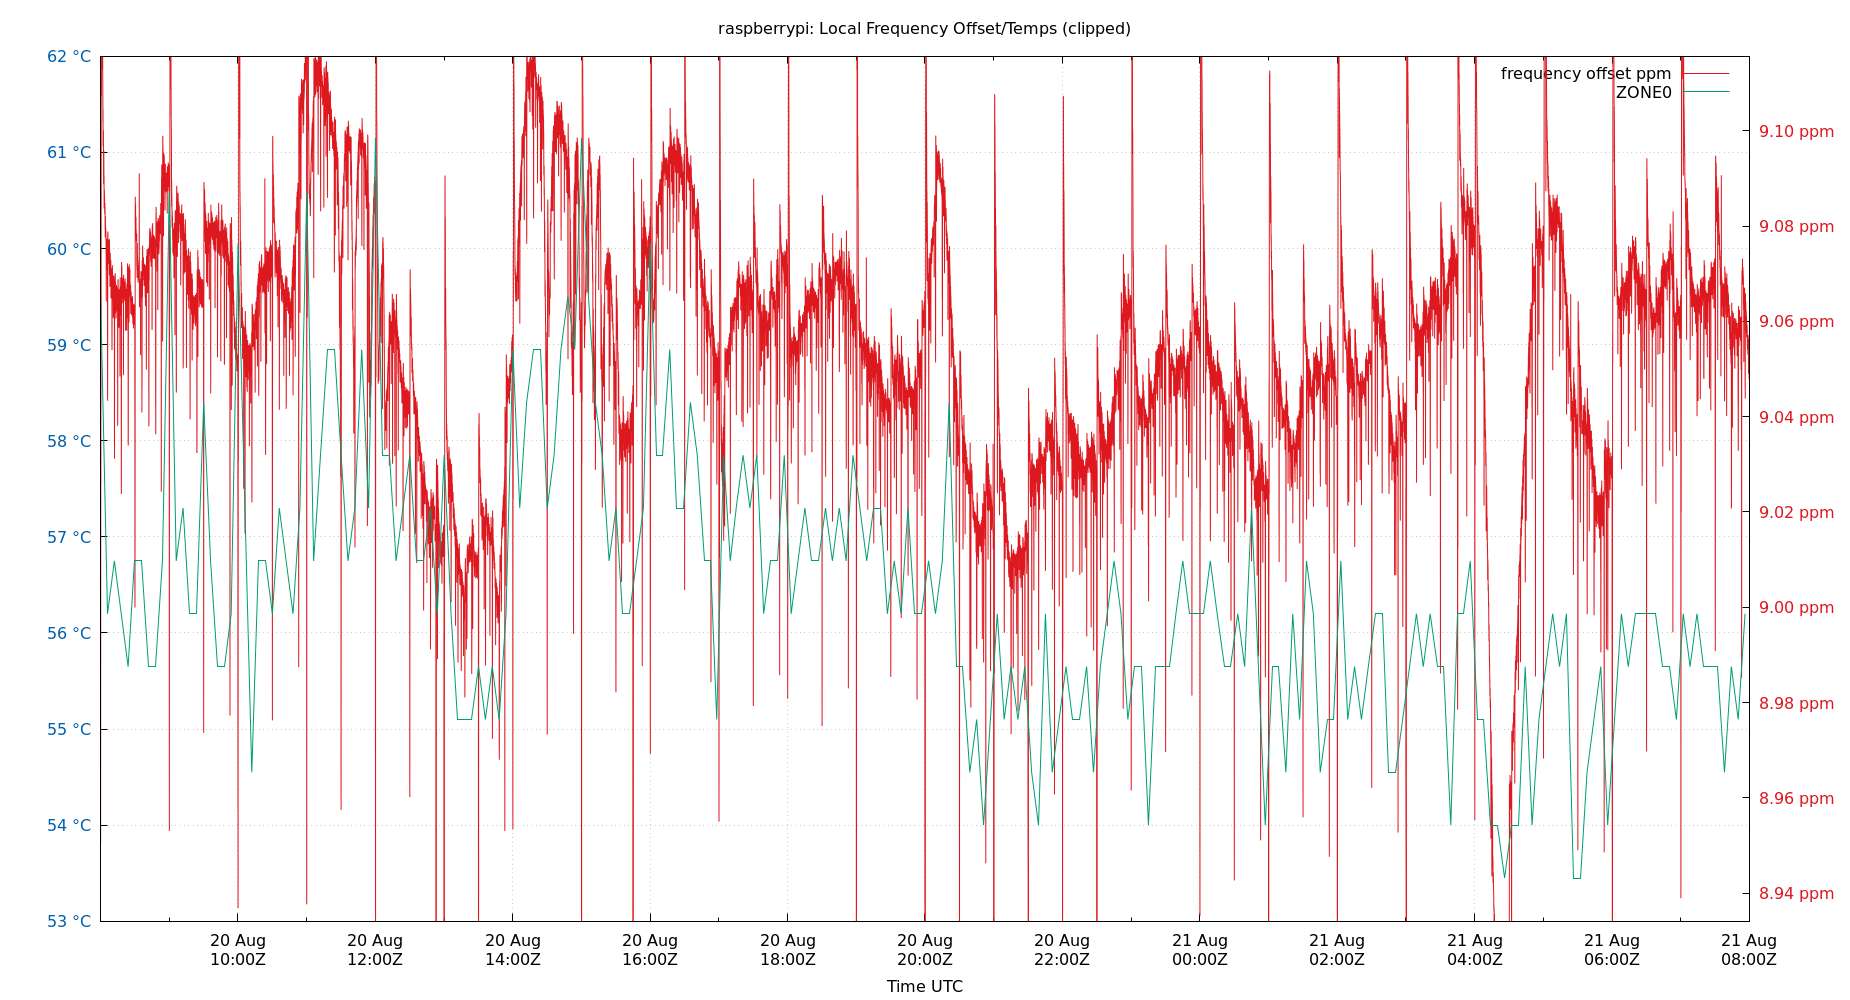 raspberrypi: Local Frequency Offset/Temps (clipped)
62 °C
61 °C
60 °C
59 °C
58 °C
57 °C
56 °C
55 °C
54 °C
53 °C
frequency offset ppm
ZONE0
9.10 ppm
9.08 ppm
9.06 ppm
9.04 ppm
9.02 ppm
9.00 ppm
8.98 ppm
8.96 ppm
8.94 ppm
20 Aug 20 Aug 20 Aug 20 Aug 20 Aug 20 Aug 20 Aug 21 Aug 21 Aug 21 Aug 21 Aug 21 Aug
10:00Z 12:00Z 14:00Z 16:00Z 18:00Z 20:00Z 22:00Z 00:00Z 02:00Z 04:00Z 06:00Z 08:00Z
Time UTC